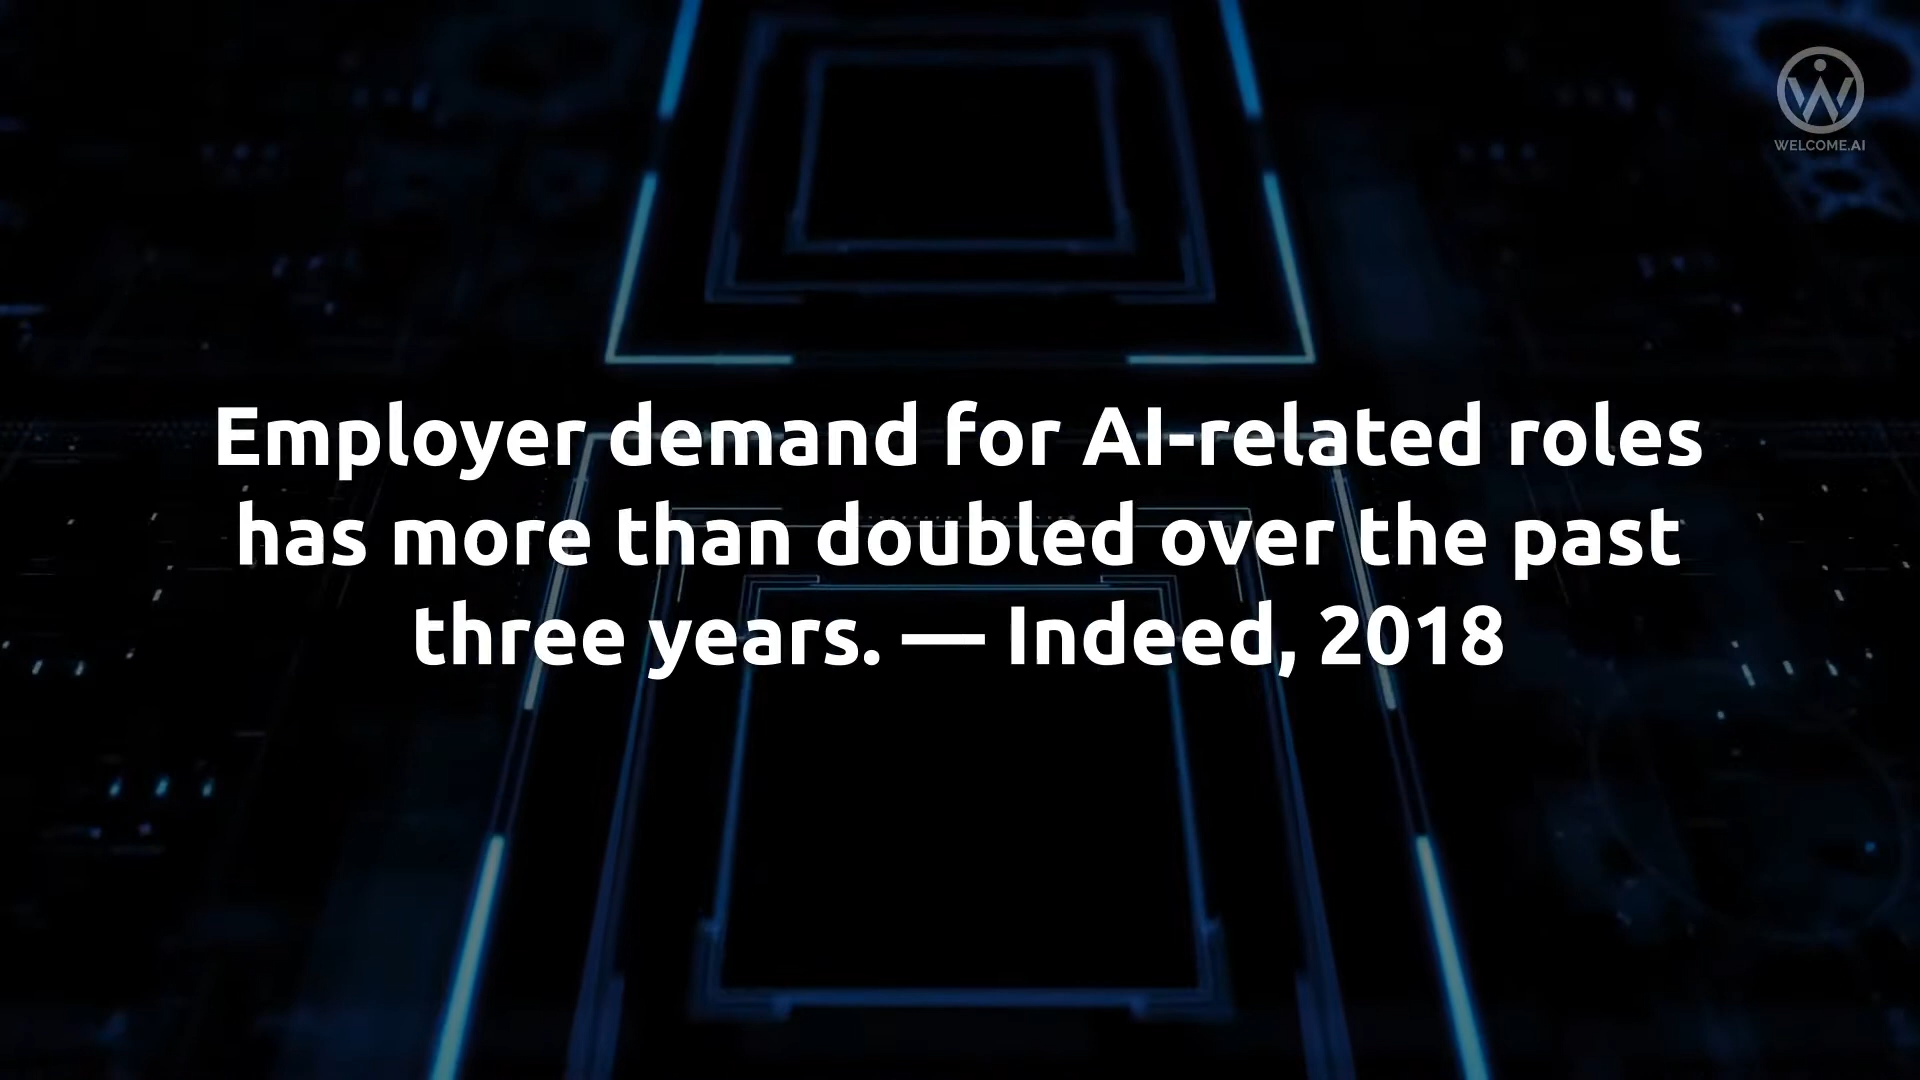 WELCOME.AI
Employer demand for AI-related roles
has more than doubled over the past
three years. — Indeed, 2018